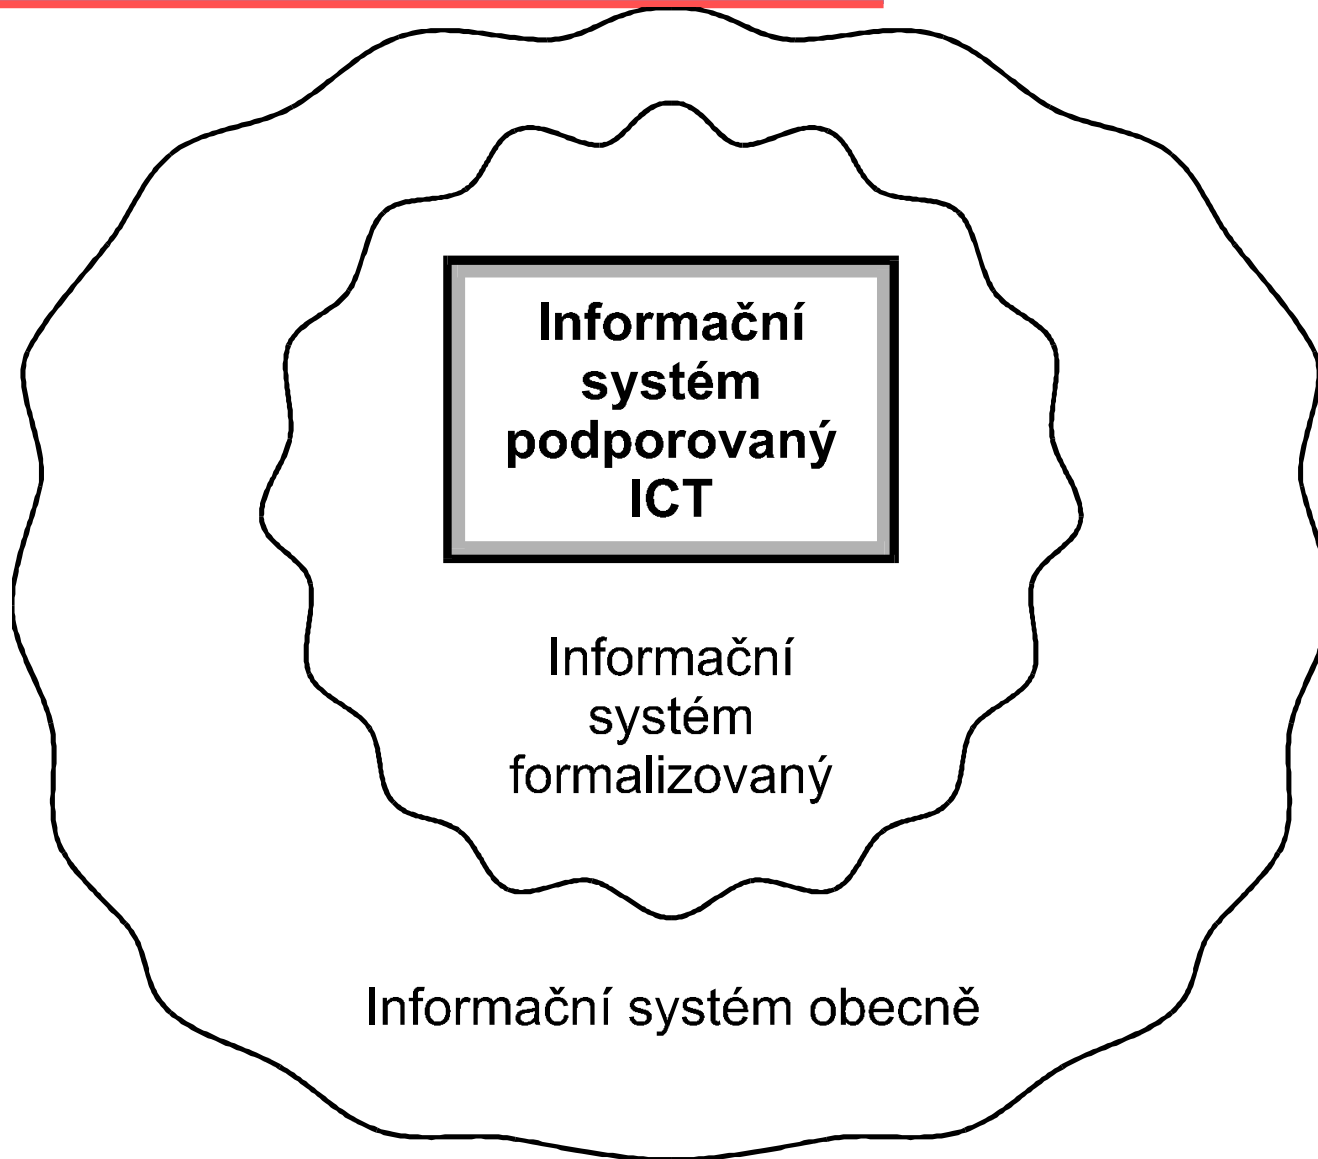 Informační
systém
podporovaný
ICT
Informační
systém
formalizovaný
Informační systém obecně